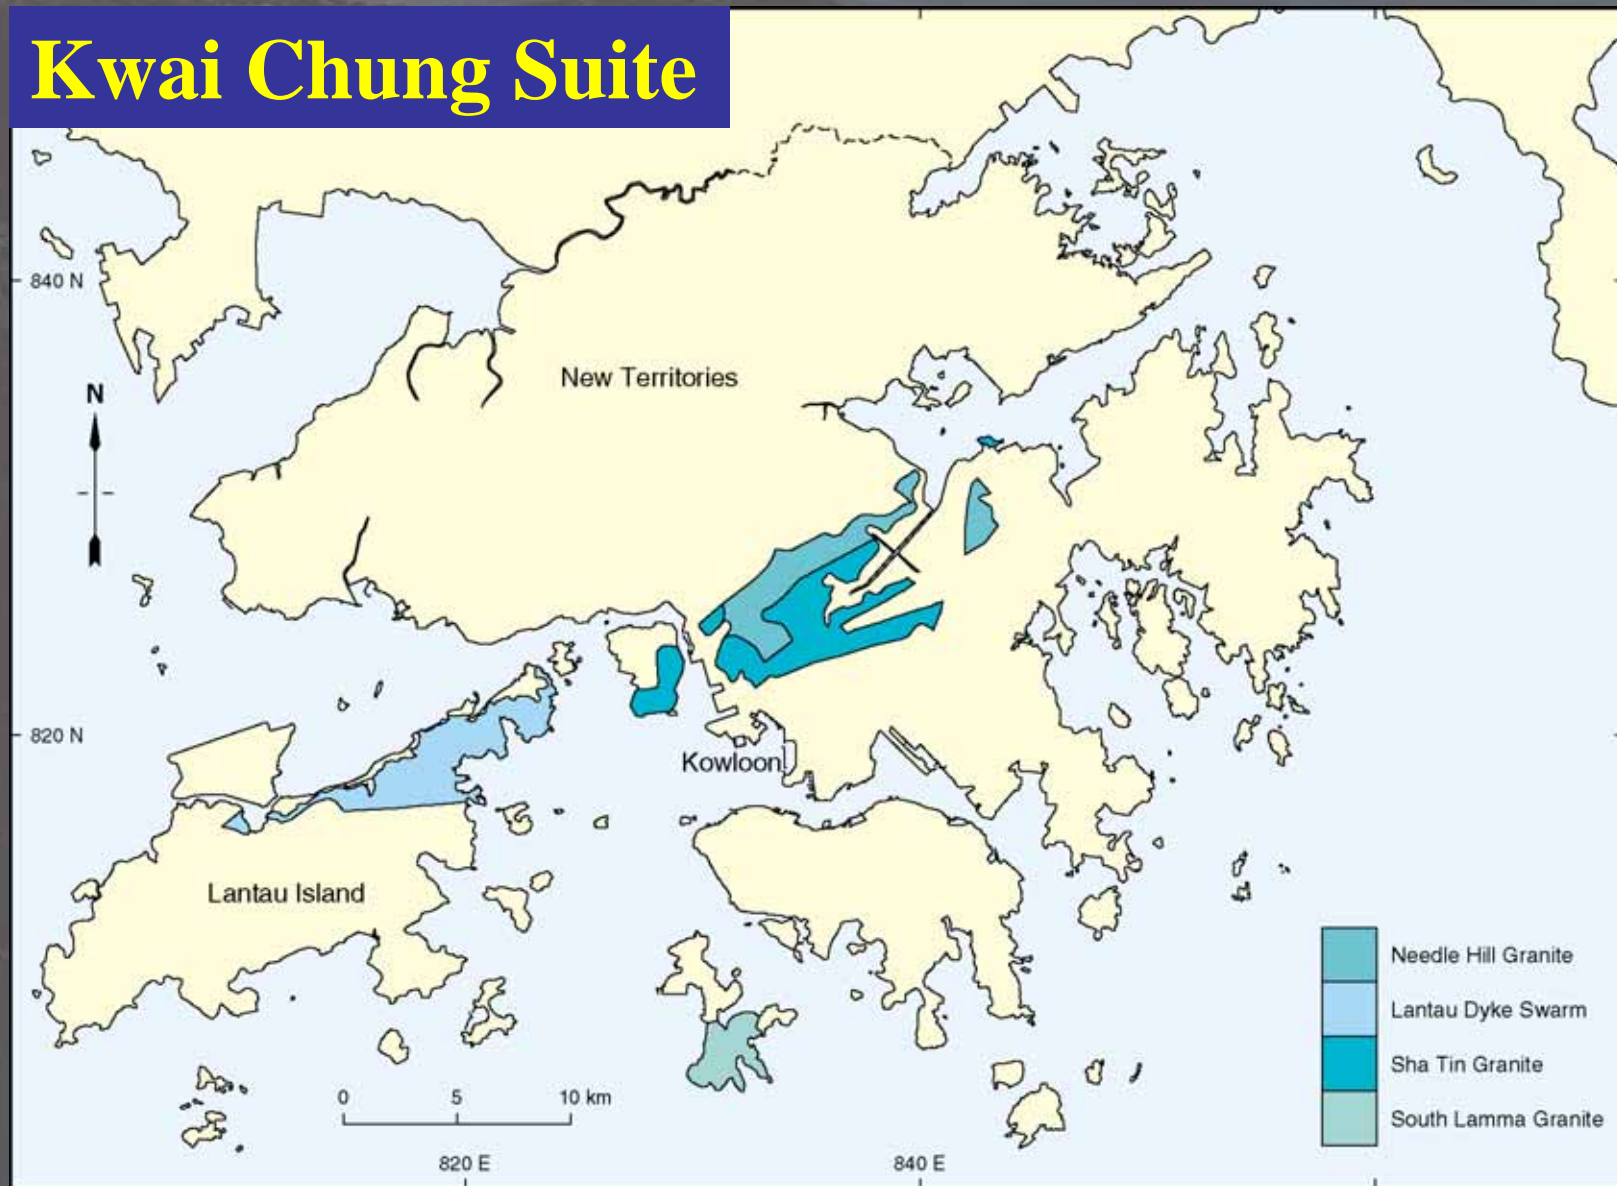 Kwai Chung Suite
840 N
N
New Territories
820 N
Kowloon
Lantau Island
Needle Hill Granite
Lantau Dyke Swarm
Sha Tin Granite
South Lamma Granite
0 5 10 km
820 E 840 E